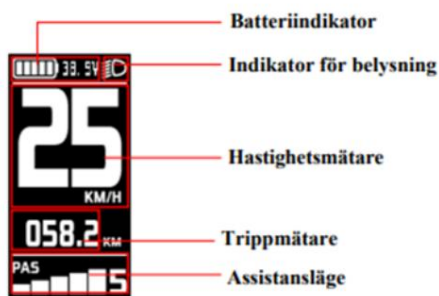 Batteriindikator
33.5V
Indikator för belysning
25
KM/H
Hastighetsmätare
058.2 KM
Trippmätare
PAS
5
Assistansläge